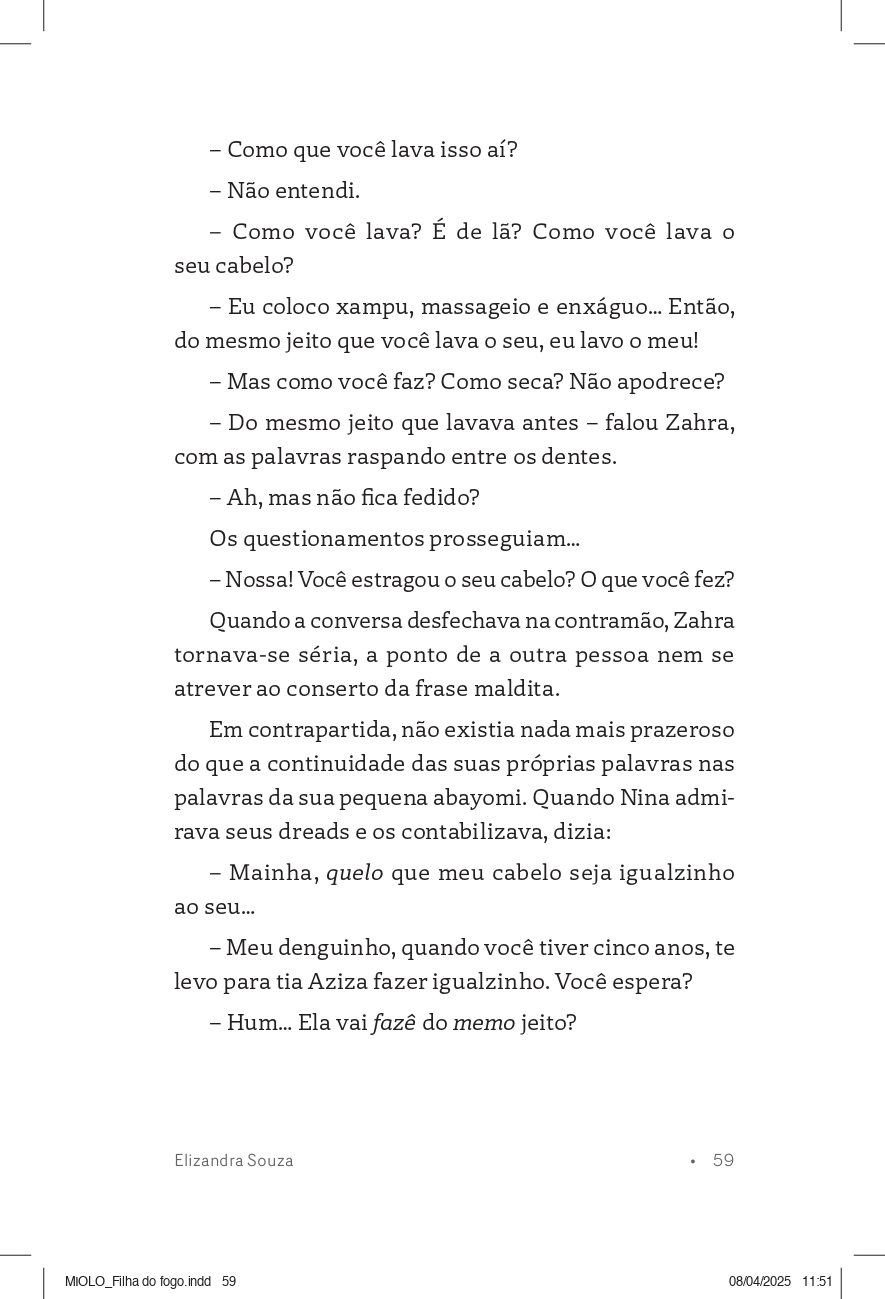 – Como que você lava isso aí?
– Não entendi.
– Como você lava? É de lã? Como você lava o
seu cabelo?
– Eu coloco xampu, massageio e enxáguo... Então,
do mesmo jeito que você lava o seu, eu lavo o meu!
– Mas como você faz? Como seca? Não apodrece?
– Do mesmo jeito que lavava antes – falou Zahra,
com as palavras raspando entre os dentes.
– Ah, mas não fica fedido?
Os questionamentos prosseguiam...
– Nossa! Você estragou o seu cabelo? O que você fez?
Quando a conversa desfechava na contramão, Zahra
tornava-se séria, a ponto de a outra pessoa nem se
atrever ao conserto da frase maldita.
Em contrapartida, não existia nada mais prazeroso
do que a continuidade das suas próprias palavras nas
palavras da sua pequena abayomi. Quando Nina admi-
rava seus dreads e os contabilizava, dizia:
– Mainha, quelo que meu cabelo seja igualzinho
ao seu...
– Meu denguinho, quando você tiver cinco anos, te
levo para tia Aziza fazer igualzinho. Você espera?
– Hum... Ela vai fazê do memo jeito?
Elizandra Souza • 59
MIOLO_Filha do fogo.indd 59 08/04/2025 11:51